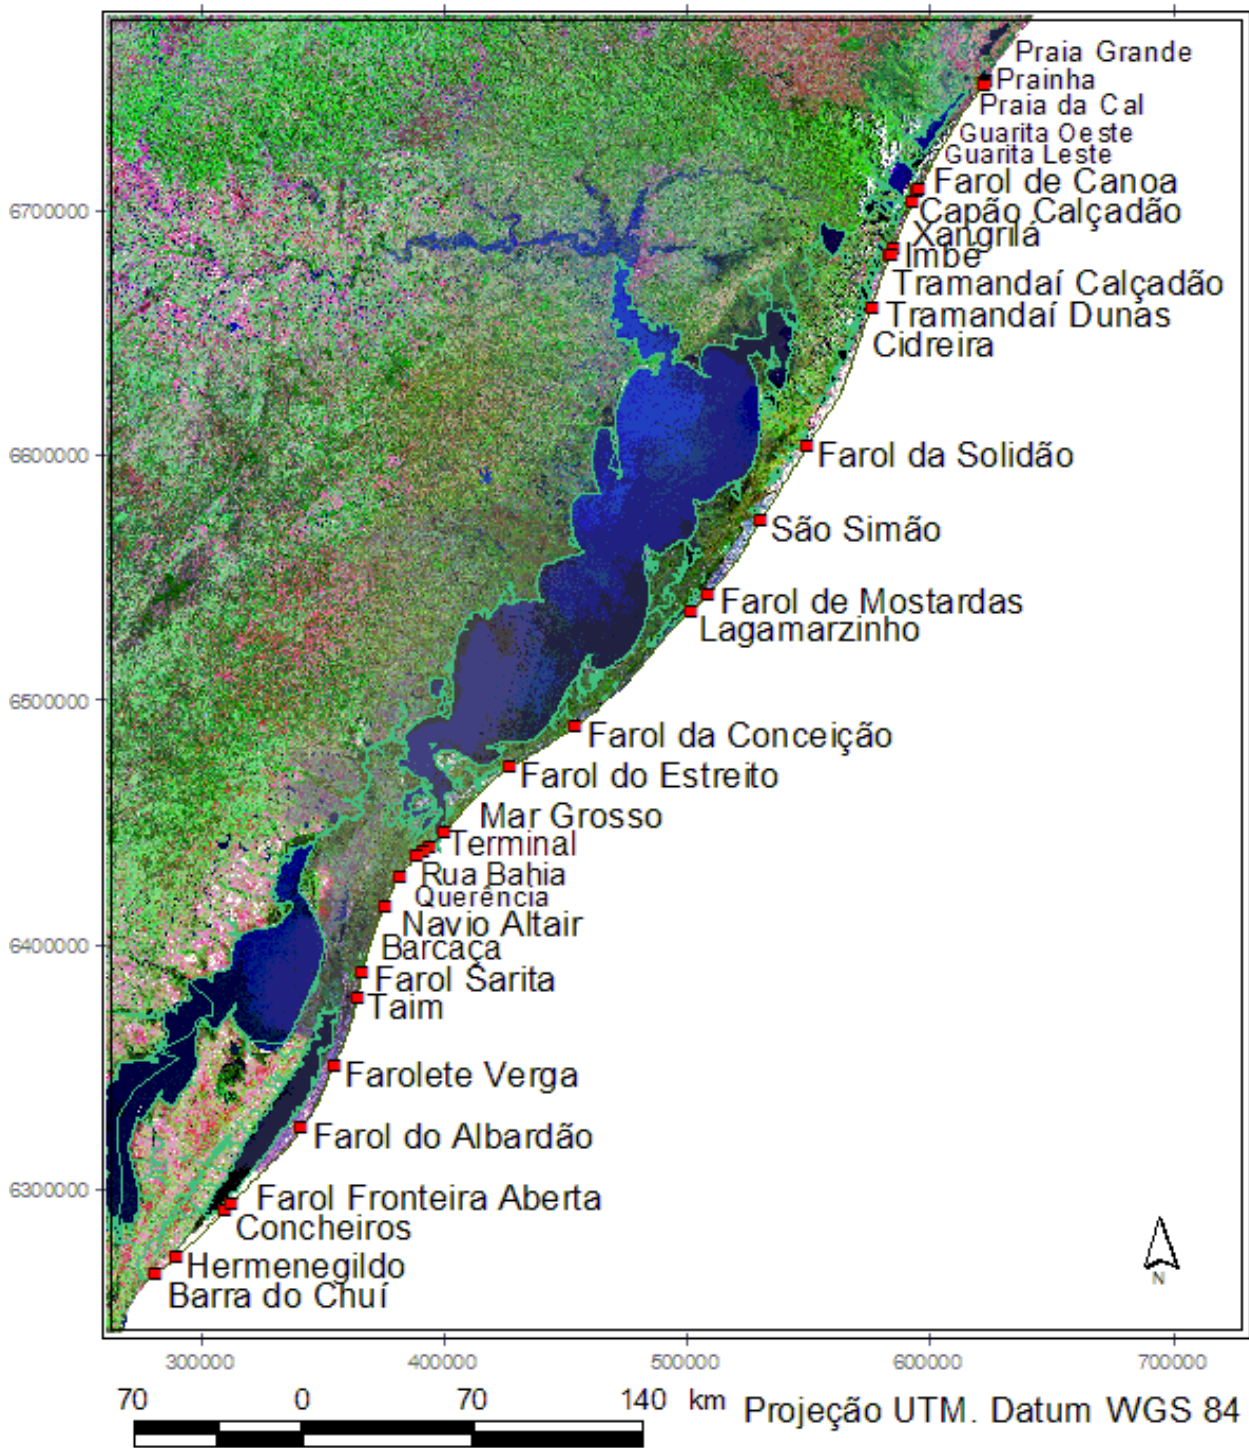 Praia Grande
Prainha
Praia da Cal
Guarita Oeste
Guarita Leste
Farol de Canoa
6700000
Capão Calçadão
Xangrilá
Imbé
Tramandaí Calçadão
Tramandaí Dunas
Cidreira
6600000
Farol da Solidão
São Simão
Farol de Mostardas
Lagamarzinho
6500000
Farol da Conceição
Farol do Estreito
Mar Grosso
Terminal
Rua Bahia
Querência
Navio Altair
6400000
Barcaça
Farol Sarita
Taim
Farolete Verga
Farol do Albardão
6300000
Farol Fronteira Aberta
Concheiros
Hermenegildo
Barra do Chuí
N
300000 400000 500000 600000 700000
70 0 70 140 km
Projeção UTM. Datum WGS 84